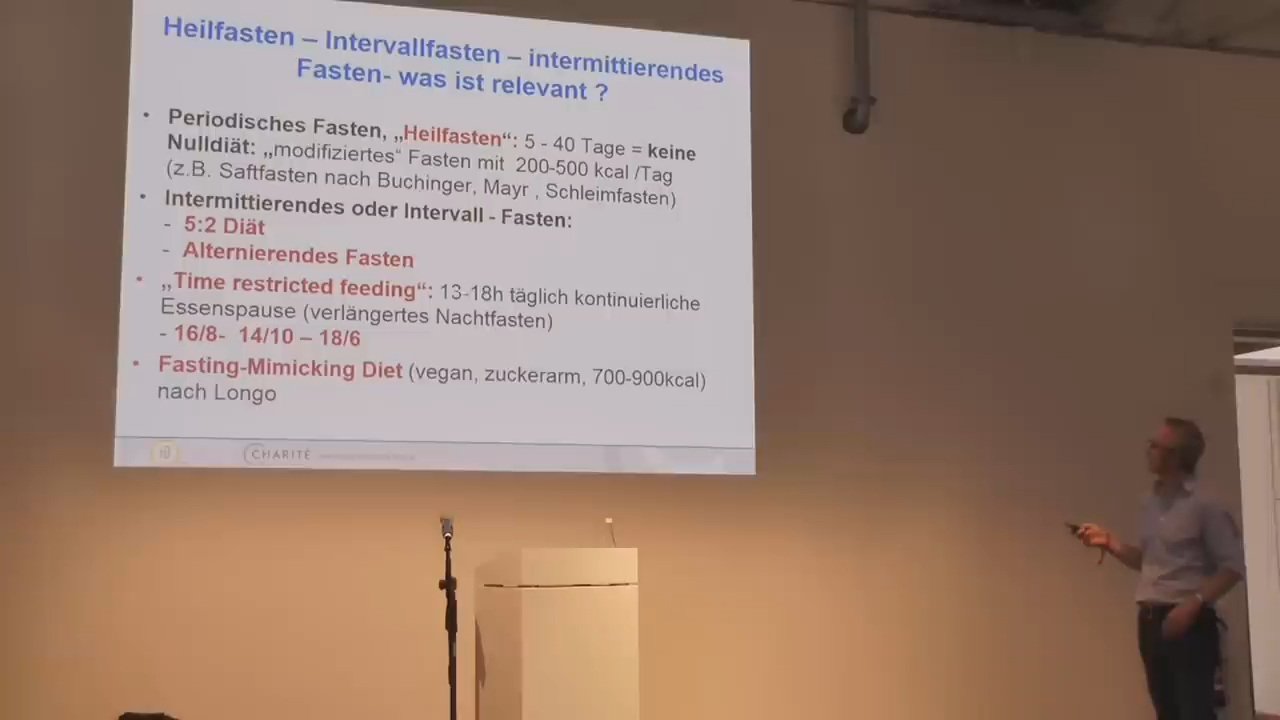 Heilfasten – Intervallfasten – intermittierendes
Fasten- was ist relevant ?
• Periodisches Fasten, „Heilfasten“: 5 - 40 Tage = keine
Nulldiät: „modifiziertes“ Fasten mit 200-500 kcal /Tag
(z.B. Saftfasten nach Buchinger, Mayr , Schleimfasten)
• Intermittierendes oder Intervall - Fasten:
- 5:2 Diät
- Alternierendes Fasten
• „Time restricted feeding“: 13-18h täglich kontinuierliche
Essenspause (verlängertes Nachtfasten)
- 16/8- 14/10 – 18/6
• Fasting-Mimicking Diet (vegan, zuckerarm, 700-900kcal)
nach Longo
CHARITÉ